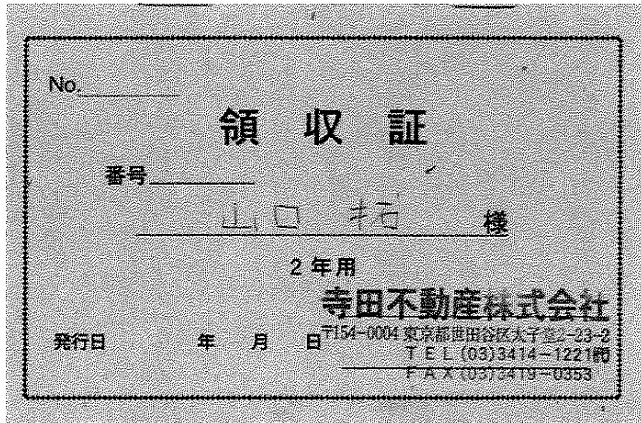 No.
領収証
番号
山口 拓 様
2年用
寺田不動産株式会社
〒154-0004 東京都世田谷区太子堂2-23-2
TEL (03)3414-1221㈹
FAX (03)3419-0353
発行日 年 月 日